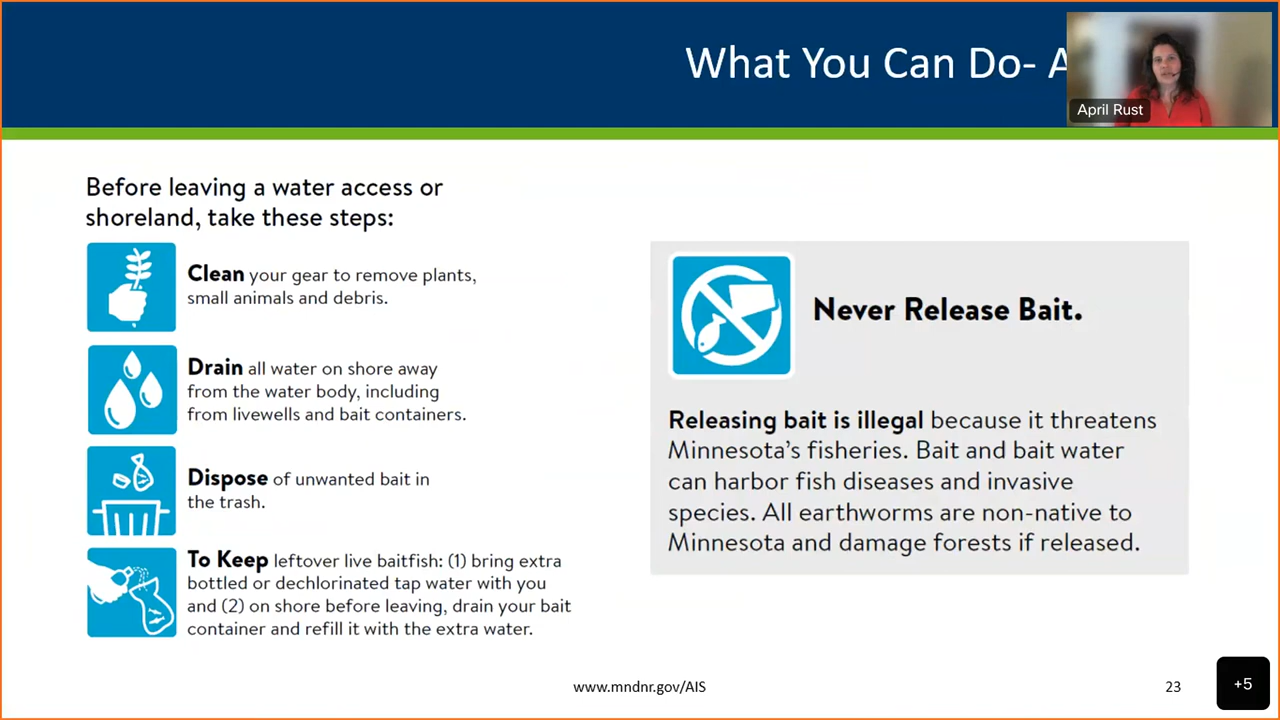 What You Can Do- A
April Rust
Before leaving a water access or
shoreland, take these steps:
Clean your gear to remove plants,
small animals and debris.
Drain all water on shore away
from the water body, including
from livewells and bait containers.
Dispose of unwanted bait in
the trash.
To Keep leftover live baitfish: (1) bring extra
bottled or dechlorinated tap water with you
and (2) on shore before leaving, drain your bait
container and refill it with the extra water.
Never Release Bait.
Releasing bait is illegal because it threatens
Minnesota’s fisheries. Bait and bait water
can harbor fish diseases and invasive
species. All earthworms are non-native to
Minnesota and damage forests if released.
www.mndnr.gov/AIS
23
+5